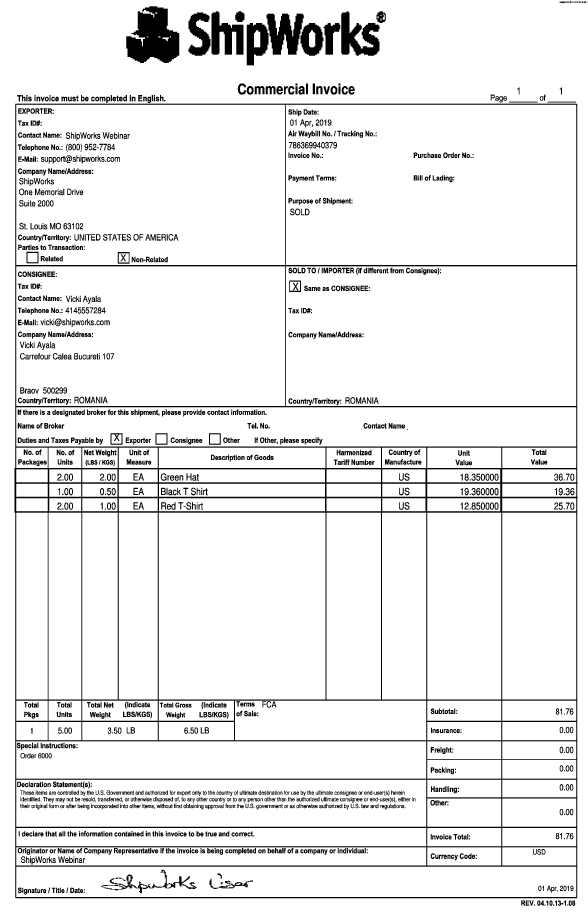 ShipWorks®
Commercial Invoice
This invoice must be completed in English.
Page 1 of 1
EXPORTER:
Tax ID#:
Contact Name: ShipWorks Webinar
Telephone No.: (800) 952-7784
E-Mail: support@shipworks.com
Company Name/Address:
ShipWorks
One Memorial Drive
Suite 2000
St. Louis MO 63102
Country/Territory: UNITED STATES OF AMERICA
Parties to Transaction:
Related X Non-Related
Ship Date:
01 Apr, 2019
Air Waybill No. / Tracking No.:
786369940379
Invoice No.: Purchase Order No.:
Payment Terms: Bill of Lading:
Purpose of Shipment:
SOLD
CONSIGNEE:
Tax ID#:
Contact Name: Vicki Ayala
Telephone No.: 4145557284
E-Mail: vicki@shipworks.com
Company Name/Address:
Vicki Ayala
Carrefour Calea Bucureti 107
Braov 500299
Country/Territory: ROMANIA
SOLD TO / IMPORTER (If different from Consignee):
X Same as CONSIGNEE:
Tax ID#:
Company Name/Address:
Country/Territory: ROMANIA
If there is a designated broker for this shipment, please provide contact information.
Name of Broker Tel. No. Contact Name
Duties and Taxes Payable by X Exporter Consignee Other If Other, please specify
No. of Packages No. of Units Net Weight (LBS / KGS) Unit of Measure Description of Goods Harmonized Tariff Number Country of Manufacture Unit Value Total Value
2.00 2.00 EA Green Hat US 18.350000 36.70
1.00 0.50 EA Black T Shirt US 19.360000 19.36
2.00 1.00 EA Red T-Shirt US 12.850000 25.70
Total Pkgs Total Units Total Net Weight (Indicate LBS/KGS) Total Gross Weight (Indicate LBS/KGS) Terms of Sale: FCA
1 5.00 3.50 LB 6.50 LB
Subtotal: 81.76
Insurance: 0.00
Freight: 0.00
Packing: 0.00
Handling: 0.00
Other: 0.00
Invoice Total: 81.76
Currency Code: USD
Special Instructions:
Order 6000
Declaration Statement(s):
These items are controlled by the U.S. Government and authorized for export only to the country of ultimate destination for use by the ultimate consignee or end-user(s) herein
identified. They may not be resold, transferred, or otherwise disposed of, to any other country or to any person other than the authorized ultimate consignee or end-user(s), either in
their original form or after being incorporated into other items, without first obtaining approval from the U.S. government or as otherwise authorized by U.S. law and regulations.
I declare that all the information contained in this invoice to be true and correct.
Originator or Name of Company Representative if the invoice is being completed on behalf of a company or individual:
ShipWorks Webinar
Signature / Title / Date: ShipWorks User 01 Apr, 2019
REV. 04.10.13-1.08